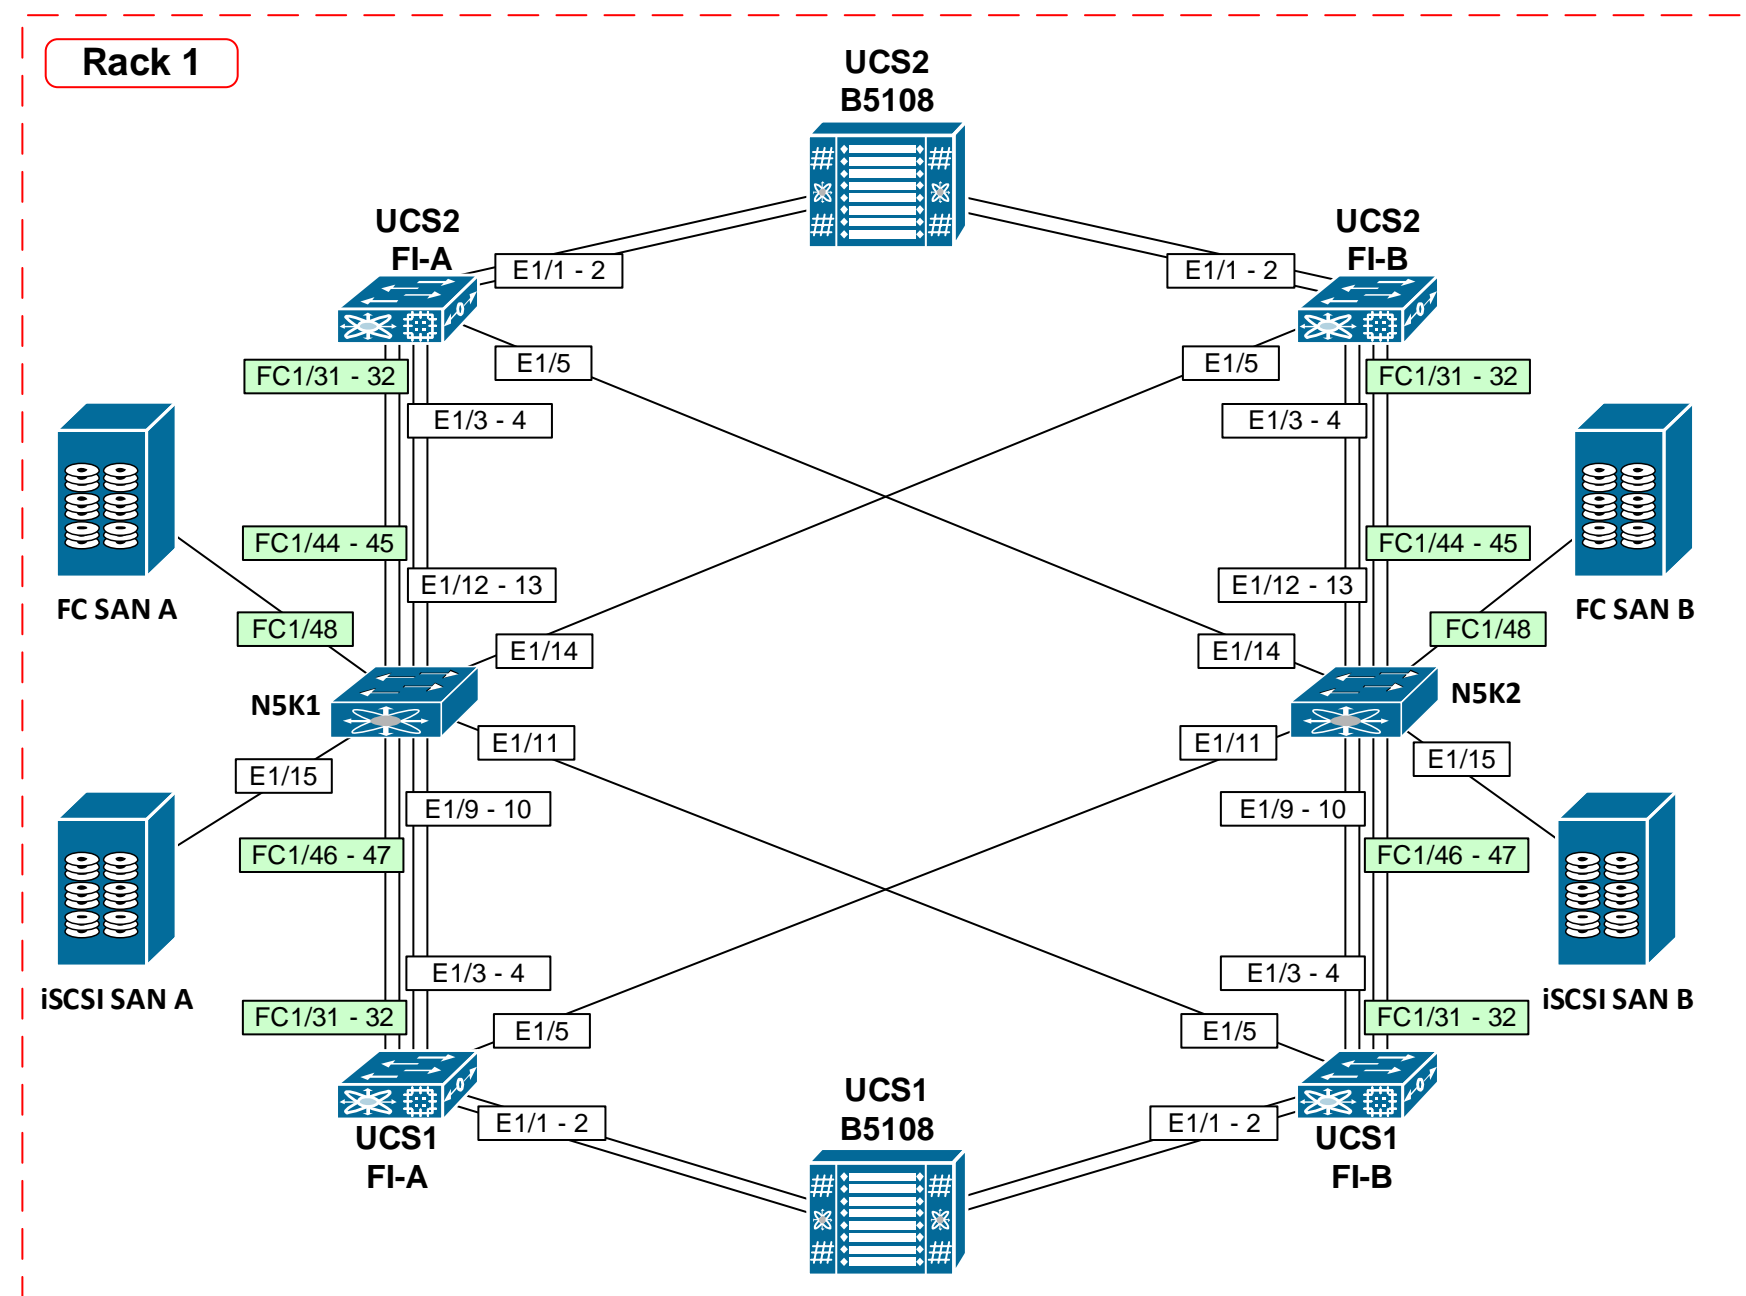 Rack 1
UCS2
B5108
UCS2
FI-A
UCS2
FI-B
E1/1 - 2
E1/1 - 2
E1/5
E1/5
FC1/31 - 32
FC1/31 - 32
E1/3 - 4
E1/3 - 4
FC1/44 - 45
FC1/44 - 45
E1/12 - 13
E1/12 - 13
FC SAN A
FC SAN B
FC1/48
FC1/48
E1/14
E1/14
N5K1
N5K2
E1/11
E1/11
E1/15
E1/15
E1/9 - 10
E1/9 - 10
FC1/46 - 47
FC1/46 - 47
E1/3 - 4
E1/3 - 4
iSCSI SAN A
iSCSI SAN B
FC1/31 - 32
FC1/31 - 32
E1/5
E1/5
UCS1
B5108
E1/1 - 2
E1/1 - 2
UCS1
FI-A
UCS1
FI-B